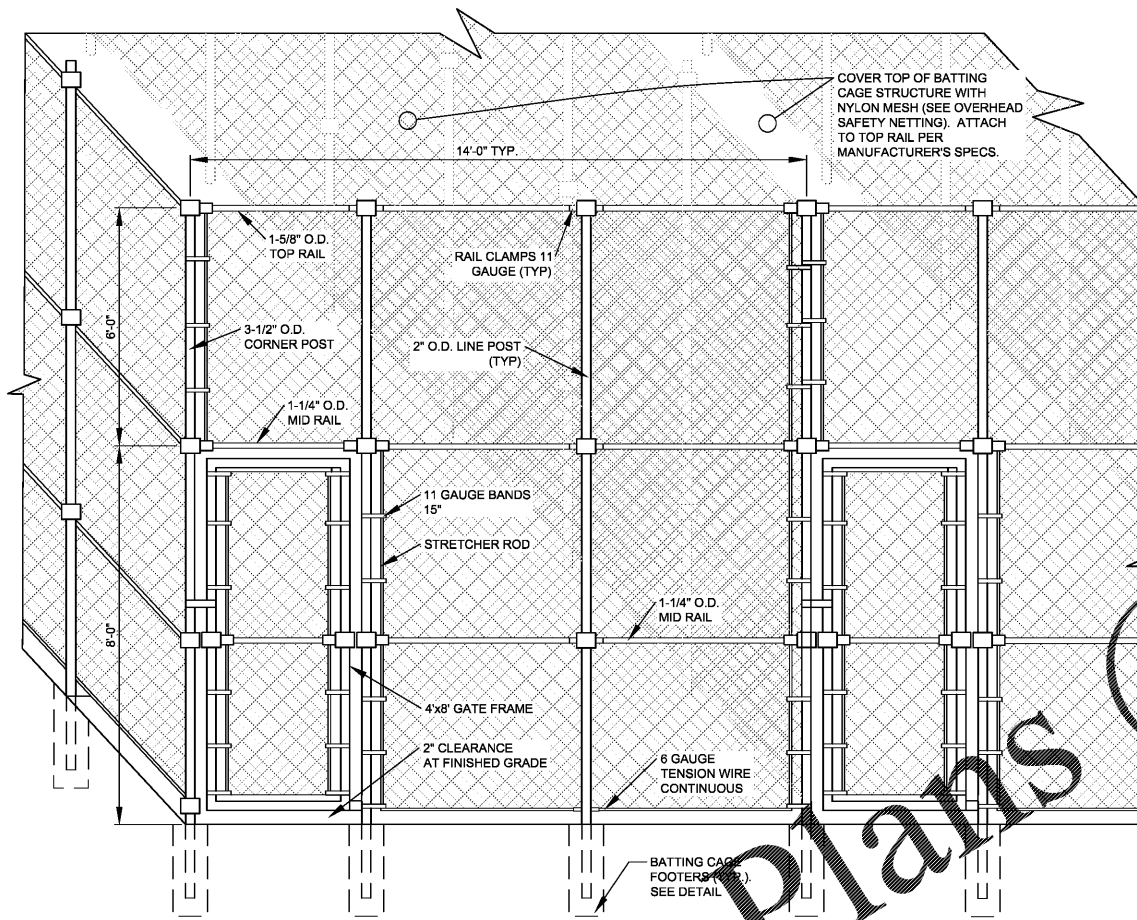 COVER TOP OF BATTING
CAGE STRUCTURE WITH
NYLON MESH (SEE OVERHEAD
SAFETY NETTING). ATTACH
TO TOP RAIL PER
MANUFACTURER'S SPECS.
14'-0" TYP.
1-5/8" O.D.
TOP RAIL
RAIL CLAMPS 11
GAUGE (TYP)
6'-0"
3-1/2" O.D.
CORNER POST
2" O.D. LINE POST
(TYP)
1-1/4" O.D.
MID RAIL
11 GAUGE BANDS
15"
STRETCHER ROD
1-1/4" O.D.
MID RAIL
8'-0"
4'x8' GATE FRAME
2" CLEARANCE
AT FINISHED GRADE
6 GAUGE
TENSION WIRE
CONTINUOUS
BATTING CAGE
FOOTERS (TYP.).
SEE DETAIL
Plans